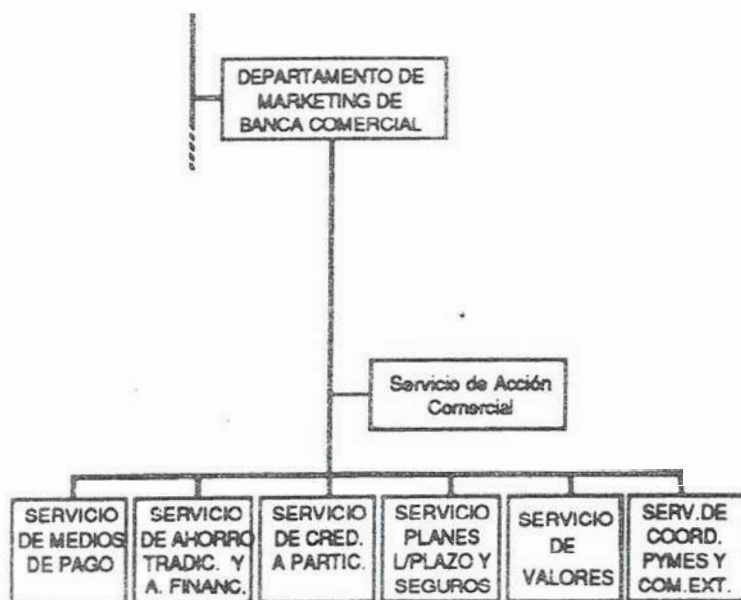 DEPARTAMENTO DE
MARKETING DE
BANCA COMERCIAL
Servicio de Acción
Comercial
SERVICIO
DE MEDIOS
DE PAGO
SERVICIO
DE AHORRO
TRADIC. Y
A. FINANC.
SERVICIO
DE CRED.
A PARTIC.
SERVICIO
PLANES
L/PLAZO Y
SEGUROS
SERVICIO
DE
VALORES
SERV.DE
COORD.
PYMES Y
COM.EXT.